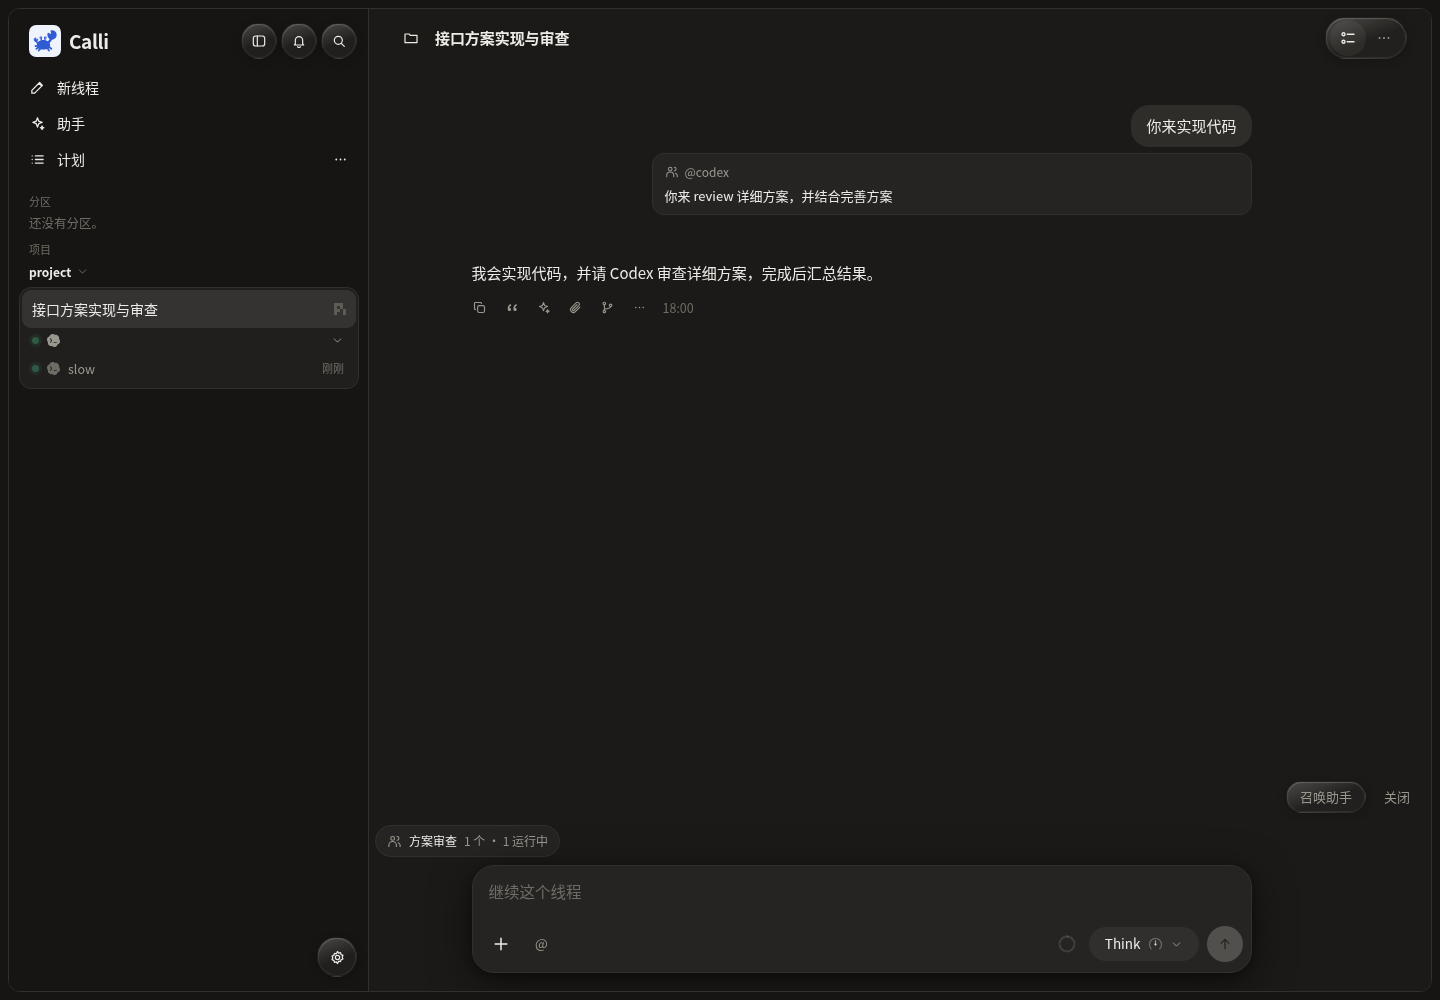 Calli
新线程
助手
计划
分区
还没有分区。
项目
project
接口方案实现与审查
slow
刚刚
接口方案实现与审查
你来实现代码
@codex
你来 review 详细方案，并结合完善方案
我会实现代码，并请 Codex 审查详细方案，完成后汇总结果。
18:00
召唤助手
关闭
方案审查 1 个 · 1 运行中
继续这个线程
@
Think